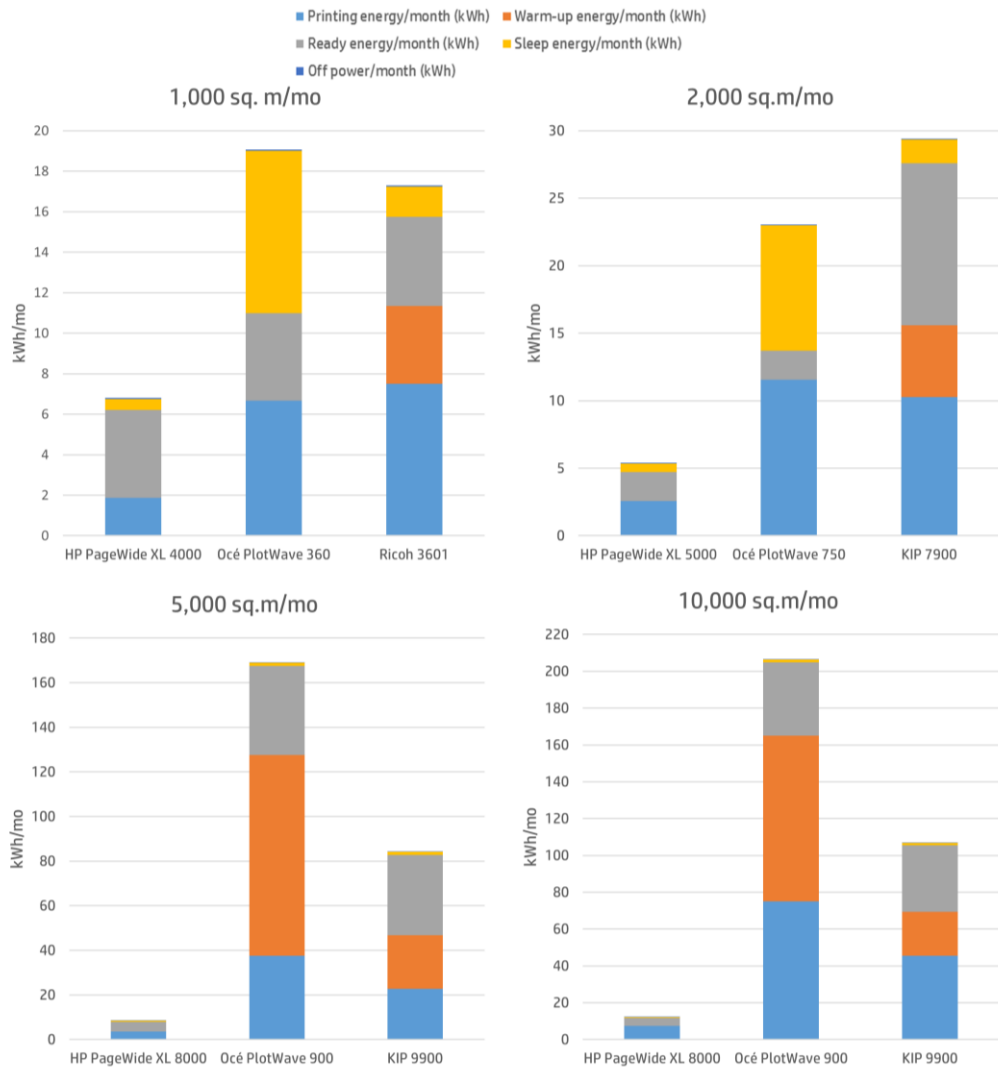 Printing energy/month (kWh) Warm-up energy/month (kWh)
Ready energy/month (kWh) Sleep energy/month (kWh)
Off power/month (kWh)
1,000 sq. m/mo
20
18
16
14
12
10
8
6
4
2
0
kWh/mo
HP PageWide XL 4000 Océ PlotWave 360 Ricoh 3601
2,000 sq.m/mo
30
25
20
15
10
5
0
kWh/mo
HP PageWide XL 5000 Océ PlotWave 750 KIP 7900
5,000 sq.m/mo
180
160
140
120
100
80
60
40
20
0
kWh/mo
HP PageWide XL 8000 Océ PlotWave 900 KIP 9900
10,000 sq.m/mo
220
200
180
160
140
120
100
80
60
40
20
0
kWh/mo
HP PageWide XL 8000 Océ PlotWave 900 KIP 9900